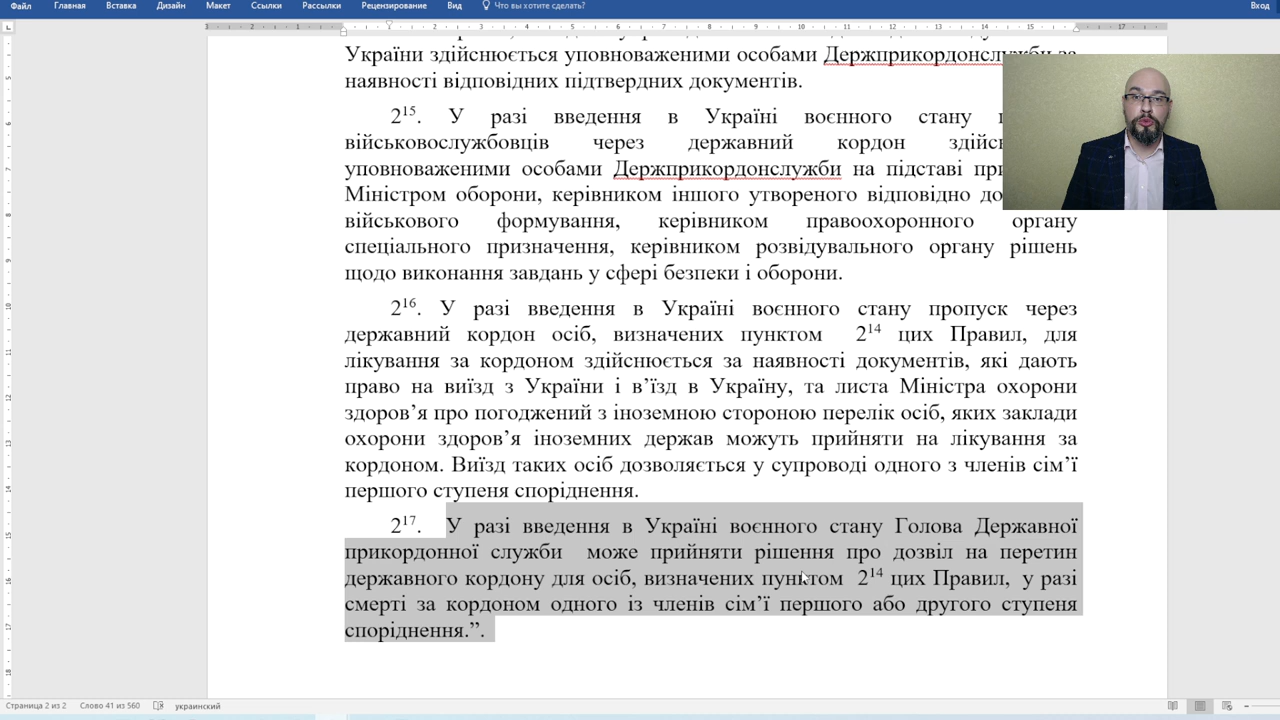 Файл Главная Вставка Дизайн Макет Ссылки Рассылки Рецензирование Вид Что вы хотите сделать? Вход
України здійснюється уповноваженими особами Держприкордонслужби за
наявності відповідних підтвердних документів.
2¹⁵. У разі введення в Україні воєнного стану
військовослужбовців через державний кордон
уповноваженими особами Держприкордонслужби на підставі
Міністром оборони, керівником іншого утвореного відповідно до
військового формування, керівником правоохоронного органу
спеціального призначення, керівником розвідувального органу рішень
щодо виконання завдань у сфері безпеки і оборони.
2¹⁶. У разі введення в Україні воєнного стану пропуск через
державний кордон осіб, визначених пунктом 2¹⁴ цих Правил, для
лікування за кордоном здійснюється за наявності документів, які дають
право на виїзд з України і в’їзд в Україну, та листа Міністра охорони
здоров’я про погоджений з іноземною стороною перелік осіб, яких заклади
охорони здоров’я іноземних держав можуть прийняти на лікування за
кордоном. Виїзд таких осіб дозволяється у супроводі одного з членів сім’ї
першого ступеня споріднення.
2¹⁷. У разі введення в Україні воєнного стану Голова Державної
прикордонної служби може прийняти рішення про дозвіл на перетин
державного кордону для осіб, визначених пунктом 2¹⁴ цих Правил, у разі
смерті за кордоном одного із членів сім’ї першого або другого ступеня
споріднення.”.
Страница 2 из 2 Слово 41 из 560 украинский